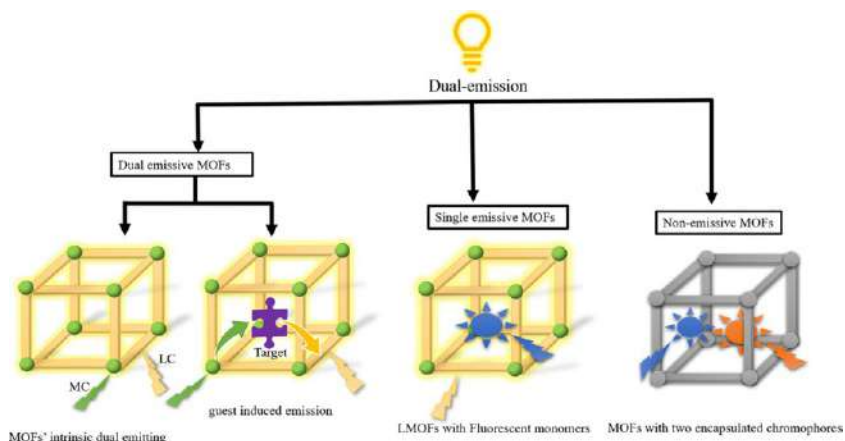 Dual-emission
Dual emissive MOFs
Single emissive MOFs
Non-emissive MOFs
Target
LC
MC
guest induced emission
MOFs' intrinsic dual emitting
LMOFs with Fluorescent monomers
MOFs with two encapsulated chromophores